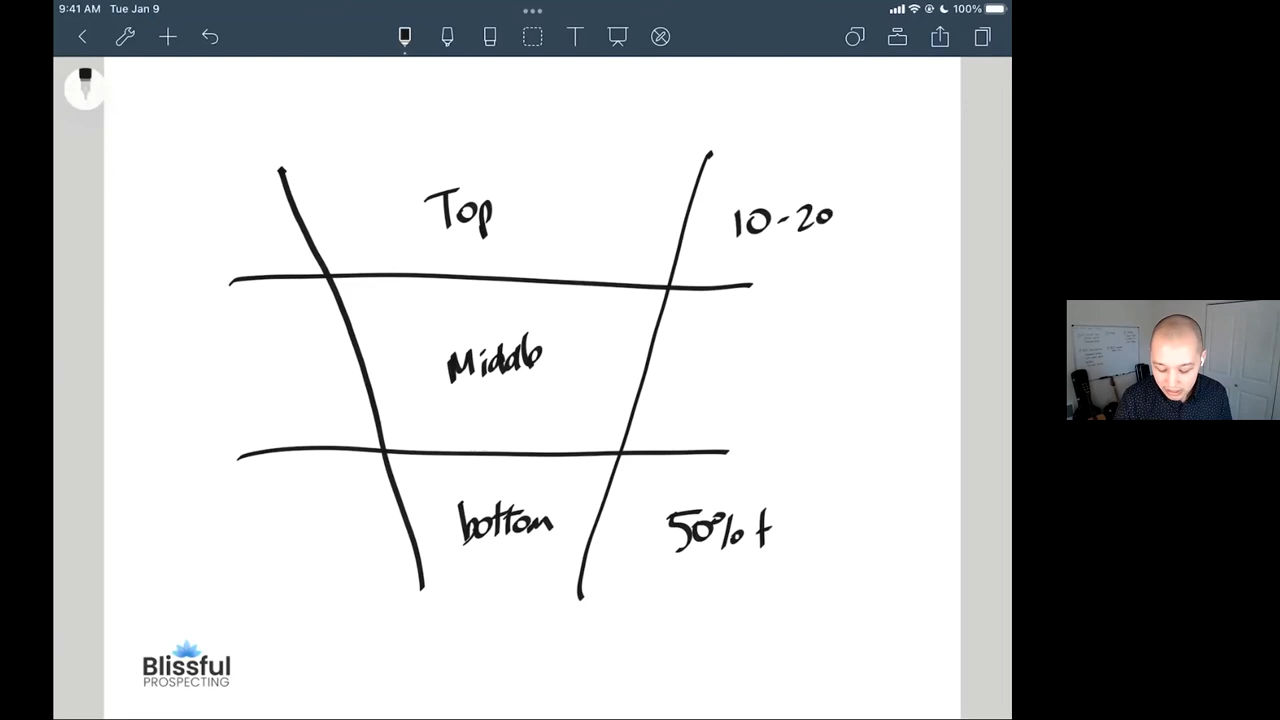 9:41 AM Tue Jan 9
100%
T
Top
10-20
Middle
bottom
50% +
Blissful
PROSPECTING